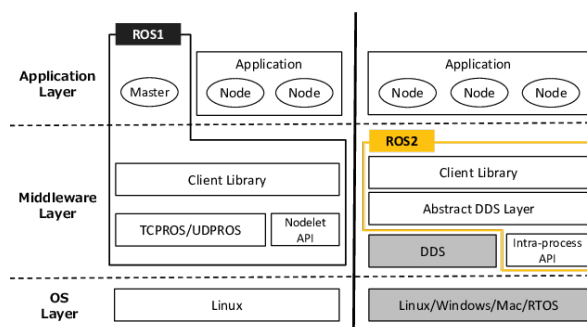 ROS1
Application
Layer
Master
Application
Node Node
Application
Node Node Node
ROS2
Middleware
Layer
Client Library
TCPROS/UDPROS
Nodelet
API
Client Library
Abstract DDS Layer
DDS
Intra-process
API
OS
Layer
Linux
Linux/Windows/Mac/RTOS